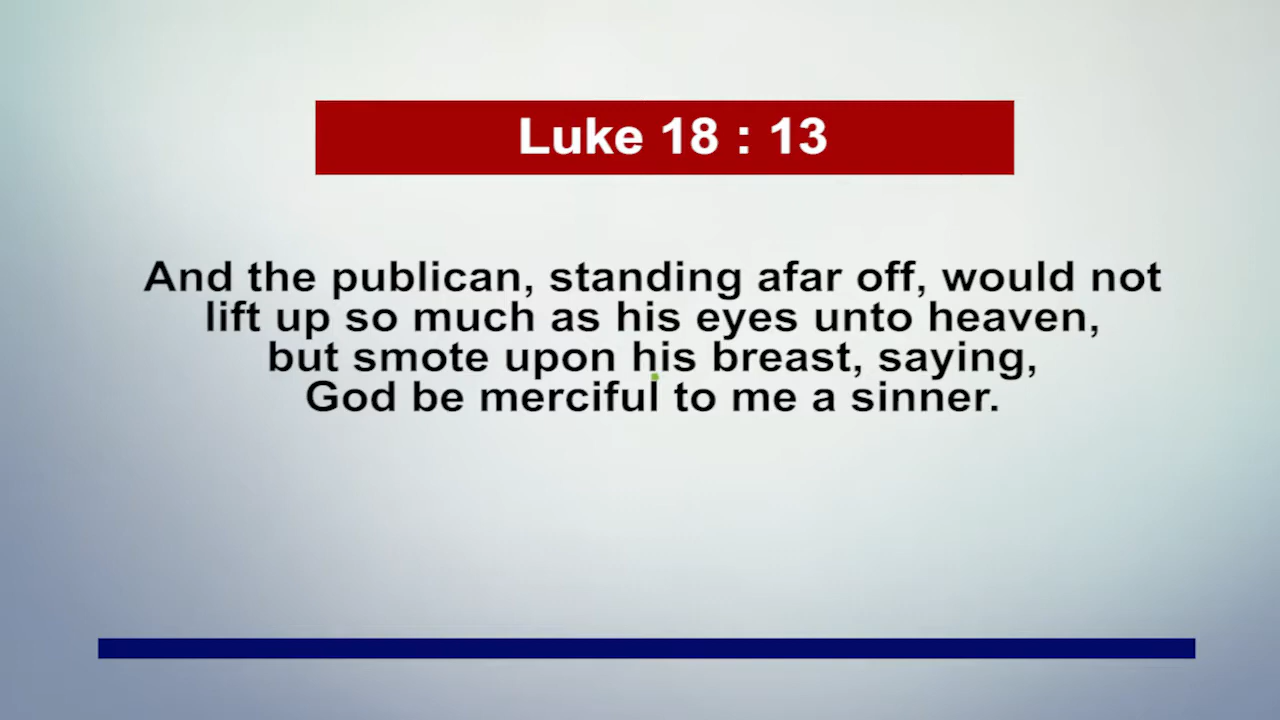 Luke 18 : 13
And the publican, standing afar off, would not
lift up so much as his eyes unto heaven,
but smote upon his breast, saying,
God be merciful to me a sinner.